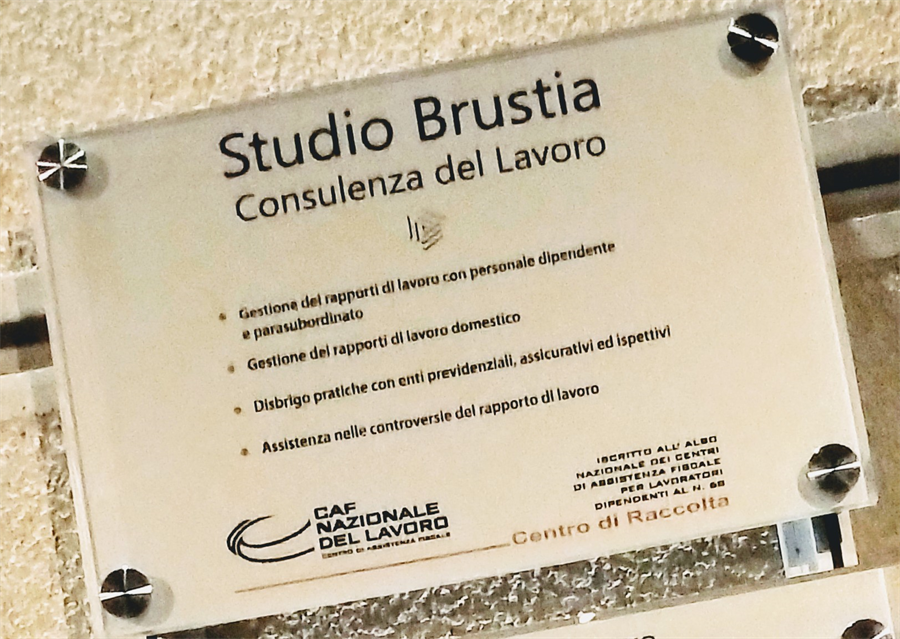 Studio Brustia
Consulenza del Lavoro
• Gestione dei rapporti di lavoro con personale dipendente
e parasubordinato
• Gestione dei rapporti di lavoro domestico
• Disbrigo pratiche con enti previdenziali, assicurativi ed ispettivi
• Assistenza nelle controversie del rapporto di lavoro
CAF
NAZIONALE
DEL LAVORO
CENTRO DI ASSISTENZA FISCALE
ISCRITTO ALL' ALBO
NAZIONALE DEI CENTRI
DI ASSISTENZA FISCALE
PER LAVORATORI
DIPENDENTI AL N. 68
Centro di Raccolta